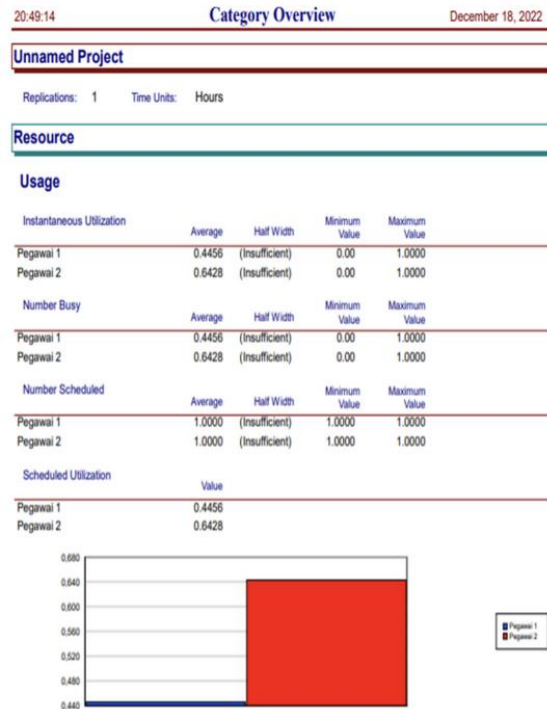 20:49:14 Category Overview December 18, 2022
Unnamed Project
Replications: 1 Time Units: Hours
Resource
Usage
Instantaneous Utilization Average Half Width Minimum Value Maximum Value
Pegawai 1 0.4456 (Insufficient) 0.00 1.0000
Pegawai 2 0.6428 (Insufficient) 0.00 1.0000
Number Busy Average Half Width Minimum Value Maximum Value
Pegawai 1 0.4456 (Insufficient) 0.00 1.0000
Pegawai 2 0.6428 (Insufficient) 0.00 1.0000
Number Scheduled Average Half Width Minimum Value Maximum Value
Pegawai 1 1.0000 (Insufficient) 1.0000 1.0000
Pegawai 2 1.0000 (Insufficient) 1.0000 1.0000
Scheduled Utilization Value
Pegawai 1 0.4456
Pegawai 2 0.6428
0,680
0,640
0,600
0,560
0,520
0,480
0,440
Pegawai 1
Pegawai 2